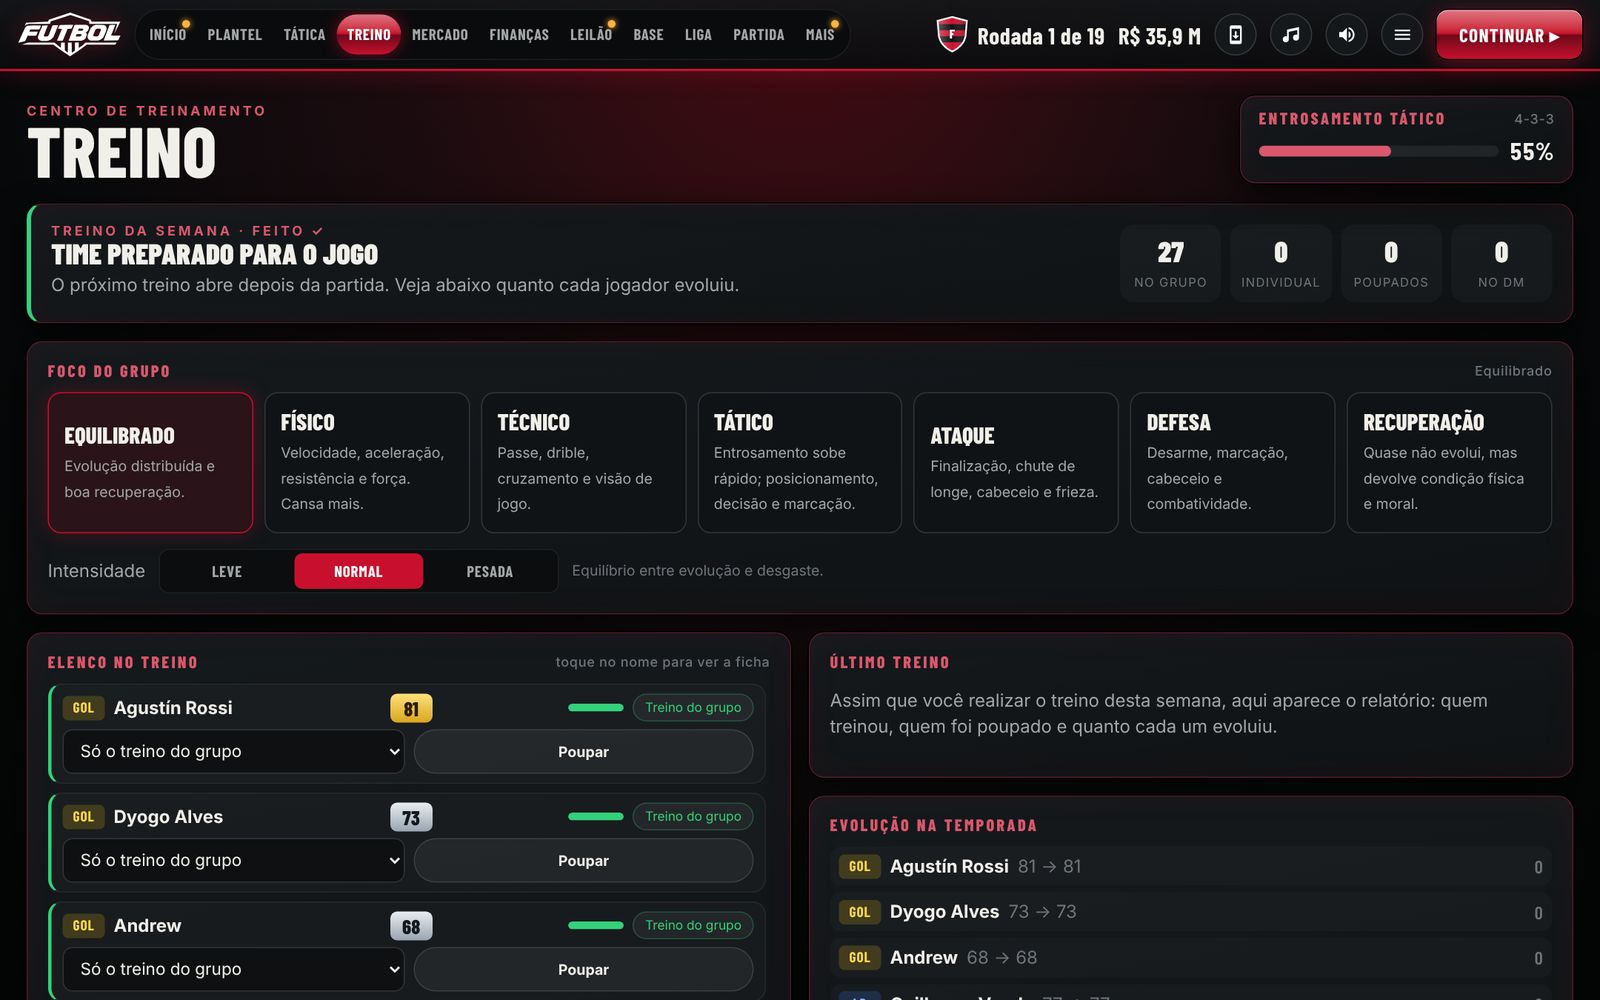 FUTBOL
INÍCIO PLANTEL TÁTICA TREINO MERCADO FINANÇAS LEILÃO BASE LIGA PARTIDA MAIS
F
Rodada 1 de 19 R$ 35,9 M
CONTINUAR ▸
CENTRO DE TREINAMENTO
TREINO
ENTROSAMENTO TÁTICO 4-3-3
55%
TREINO DA SEMANA · FEITO ✓
TIME PREPARADO PARA O JOGO
O próximo treino abre depois da partida. Veja abaixo quanto cada jogador evoluiu.
27 NO GRUPO
0 INDIVIDUAL
0 POUPADOS
0 NO DM
FOCO DO GRUPO Equilibrado
EQUILIBRADO
Evolução distribuída e
boa recuperação.
FÍSICO
Velocidade, aceleração,
resistência e força.
Cansa mais.
TÉCNICO
Passe, drible,
cruzamento e visão de
jogo.
TÁTICO
Entrosamento sobe
rápido; posicionamento,
decisão e marcação.
ATAQUE
Finalização, chute de
longe, cabeceio e frieza.
DEFESA
Desarme, marcação,
cabeceio e
combatividade.
RECUPERAÇÃO
Quase não evolui, mas
devolve condição física
e moral.
Intensidade LEVE NORMAL PESADA Equilíbrio entre evolução e desgaste.
ELENCO NO TREINO toque no nome para ver a ficha
GOL Agustín Rossi 81 Treino do grupo
Só o treino do grupo Poupar
GOL Dyogo Alves 73 Treino do grupo
Só o treino do grupo Poupar
GOL Andrew 68 Treino do grupo
Só o treino do grupo Poupar
ÚLTIMO TREINO
Assim que você realizar o treino desta semana, aqui aparece o relatório: quem
treinou, quem foi poupado e quanto cada um evoluiu.
EVOLUÇÃO NA TEMPORADA
GOL Agustín Rossi 81 → 81 0
GOL Dyogo Alves 73 → 73 0
GOL Andrew 68 → 68 0